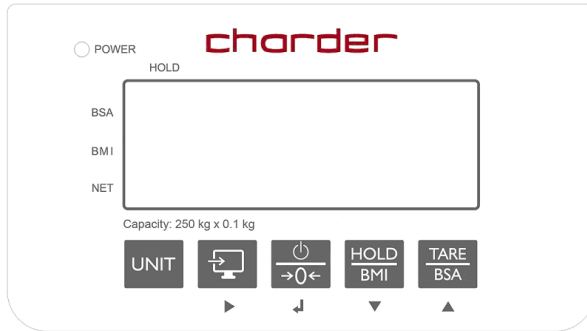 charder
POWER
HOLD
BSA
BMI
NET
Capacity: 250 kg x 0.1 kg
UNIT
→0←
HOLD
BMI
TARE
BSA